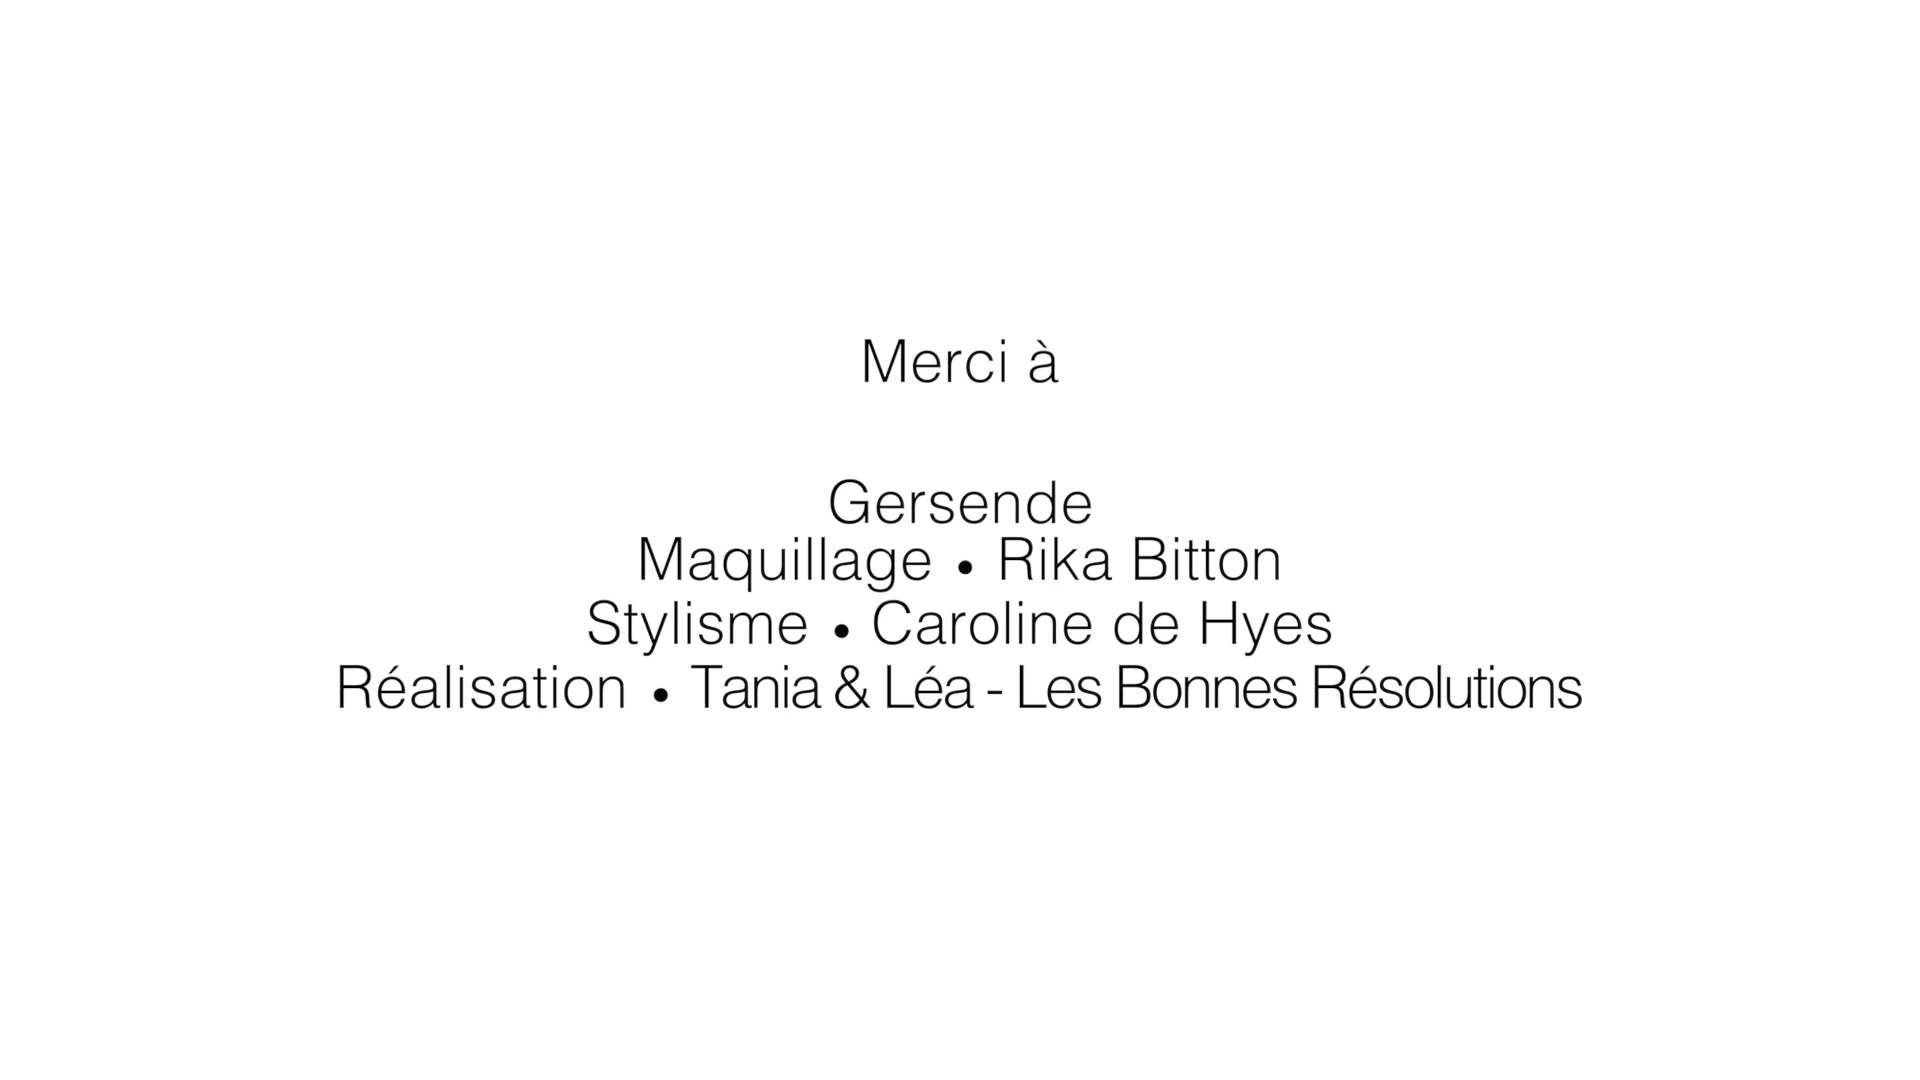 Merci à
Gersende
Maquillage • Rika Bitton
Stylisme • Caroline de Hyes
Réalisation • Tania & Léa - Les Bonnes Résolutions